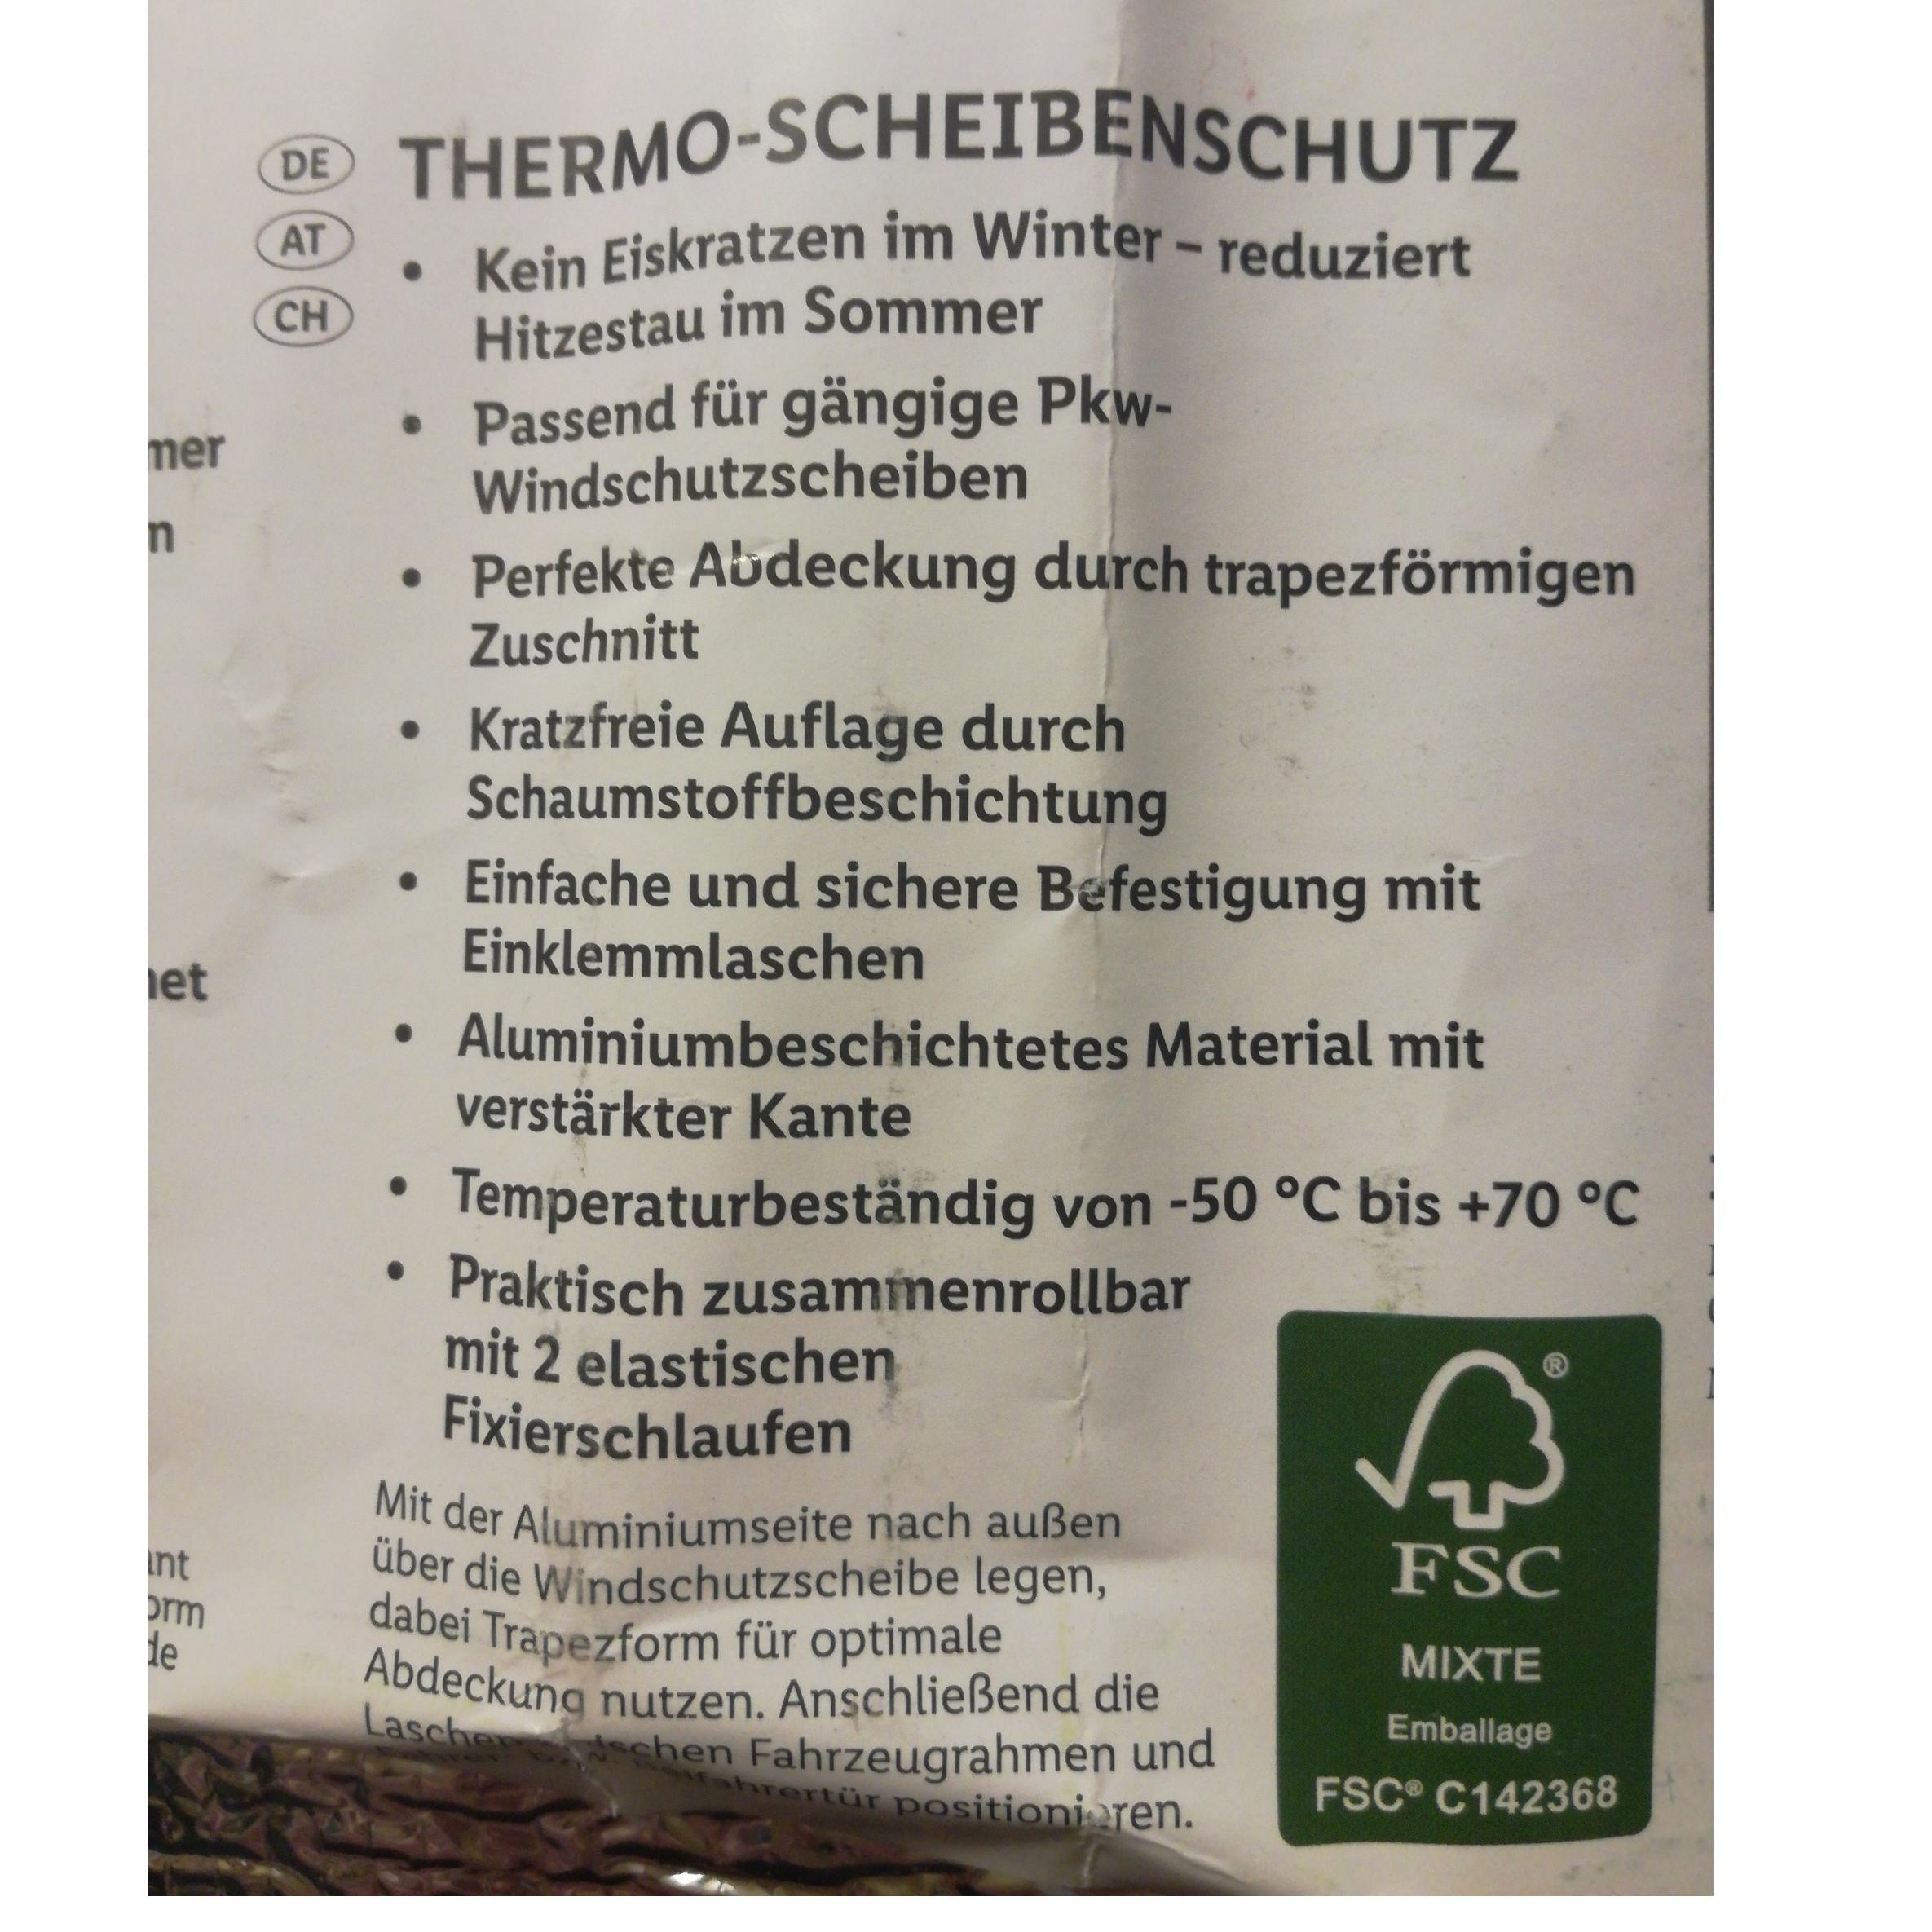 DE
AT
CH
THERMO-SCHEIBENSCHUTZ
• Kein Eiskratzen im Winter – reduziert
Hitzestau im Sommer
• Passend für gängige Pkw-
Windschutzscheiben
• Perfekte Abdeckung durch trapezförmigen
Zuschnitt
• Kratzfreie Auflage durch
Schaumstoffbeschichtung
• Einfache und sichere Befestigung mit
Einklemmlaschen
• Aluminiumbeschichtetes Material mit
verstärkter Kante
• Temperaturbeständig von -50 °C bis +70 °C
• Praktisch zusammenrollbar
mit 2 elastischen
Fixierschlaufen
Mit der Aluminiumseite nach außen
über die Windschutzscheibe legen,
dabei Trapezform für optimale
Abdeckung nutzen. Anschließend die
Fahrzeugrahmen und
positionieren.
mer
n
net
ant
orm
de
®
FSC
MIXTE
Emballage
FSC® C142368